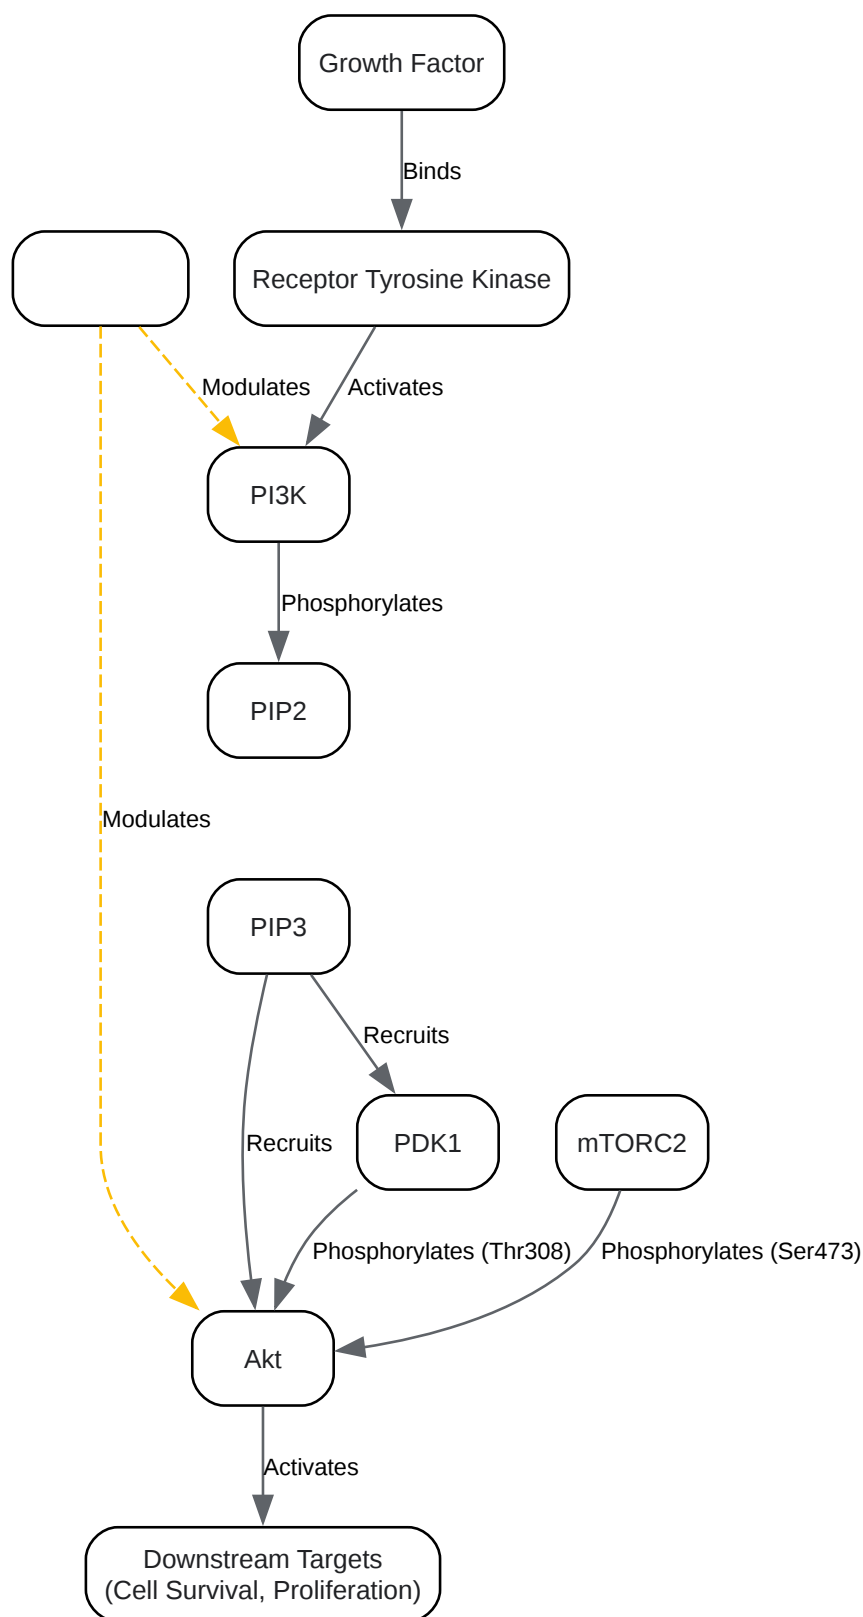 Growth Factor
Binds
Receptor Tyrosine Kinase
Modulates
Activates
PI3K
Phosphorylates
PIP2
Modulates
PIP3
Recruits
Recruits
PDK1
mTORC2
Phosphorylates (Thr308)
Phosphorylates (Ser473)
Akt
Activates
Downstream Targets
(Cell Survival, Proliferation)